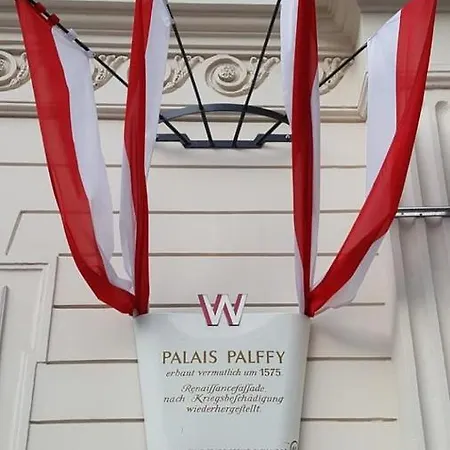 W
PALAIS PALFFY
erbaut vermutlich um 1575.
Renaissancefassade
nach Kriegsbeschädigung
wiederhergestellt.